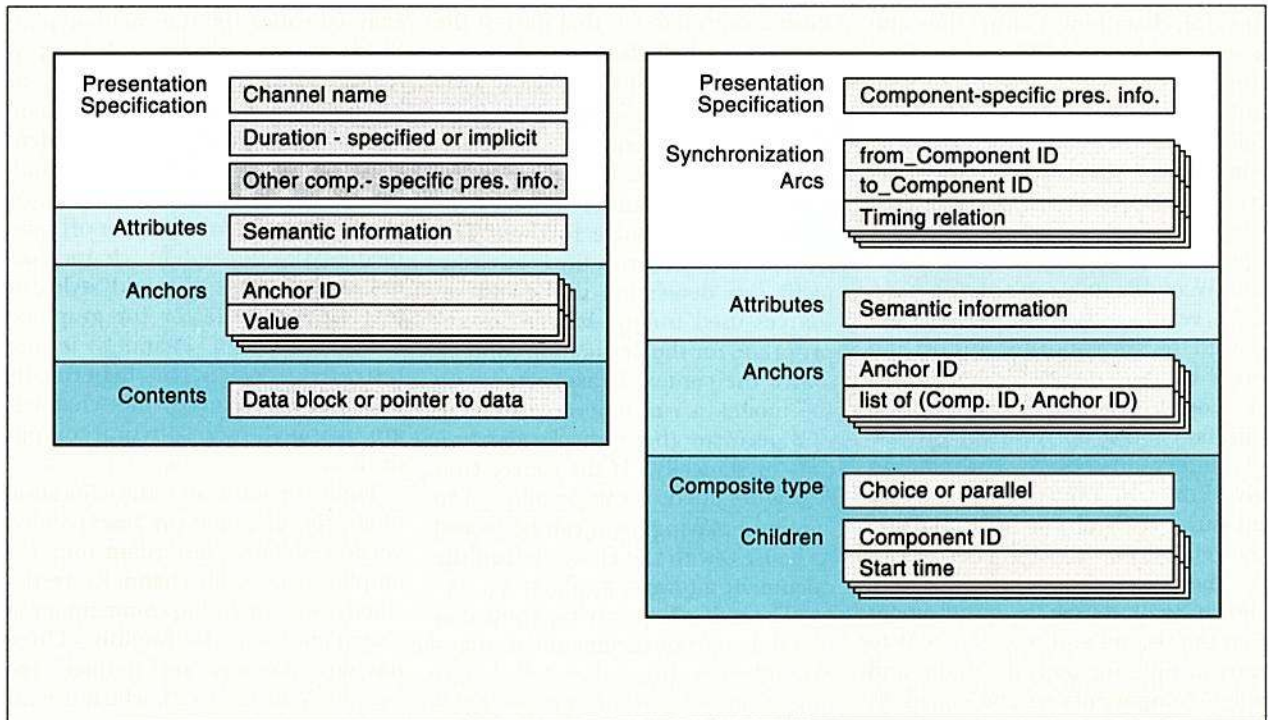 Presentation
Specification
Channel name
Duration - specified or implicit
Other comp.- specific pres. info.
Attributes
Semantic information
Anchors
Anchor ID
Value
Contents
Data block or pointer to data
Presentation
Specification
Component-specific pres. info.
Synchronization
Arcs
from_Component ID
to_Component ID
Timing relation
Attributes
Semantic information
Anchors
Anchor ID
list of (Comp. ID, Anchor ID)
Composite type
Choice or parallel
Children
Component ID
Start time